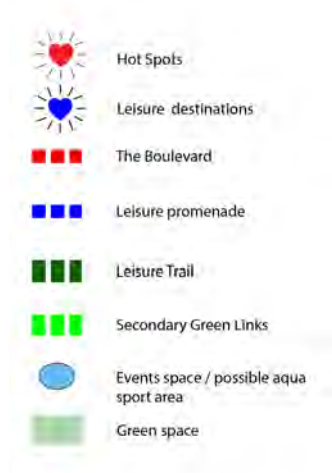 Hot Spots
Leisure destinations
The Boulevard
Leisure promenade
Leisure Trail
Secondary Green Links
Events space / possible aqua
sport area
Green space